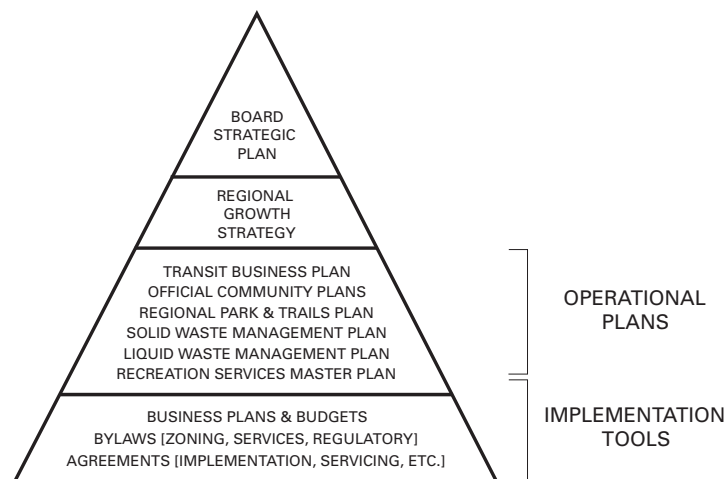 BOARD
STRATEGIC
PLAN
REGIONAL
GROWTH
STRATEGY
TRANSIT BUSINESS PLAN
OFFICIAL COMMUNITY PLANS
REGIONAL PARK & TRAILS PLAN
SOLID WASTE MANAGEMENT PLAN
LIQUID WASTE MANAGEMENT PLAN
RECREATION SERVICES MASTER PLAN
OPERATIONAL
PLANS
BUSINESS PLANS & BUDGETS
BYLAWS [ZONING, SERVICES, REGULATORY]
AGREEMENTS [IMPLEMENTATION, SERVICING, ETC.]
IMPLEMENTATION
TOOLS